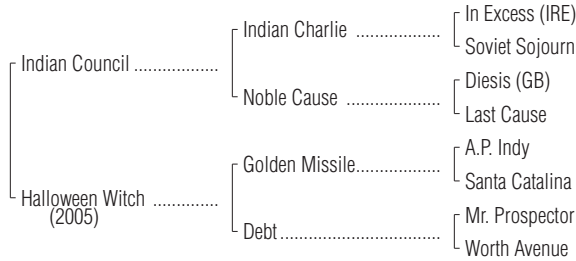 In Excess (IRE)
Indian Charlie ..................
Soviet Sojourn
Indian Council ..................
Diesis (GB)
Noble Cause ....................
Last Cause
A.P. Indy
Golden Missile..................
Santa Catalina
Halloween Witch ..............
(2005)
Mr. Prospector
Debt..................................
Worth Avenue